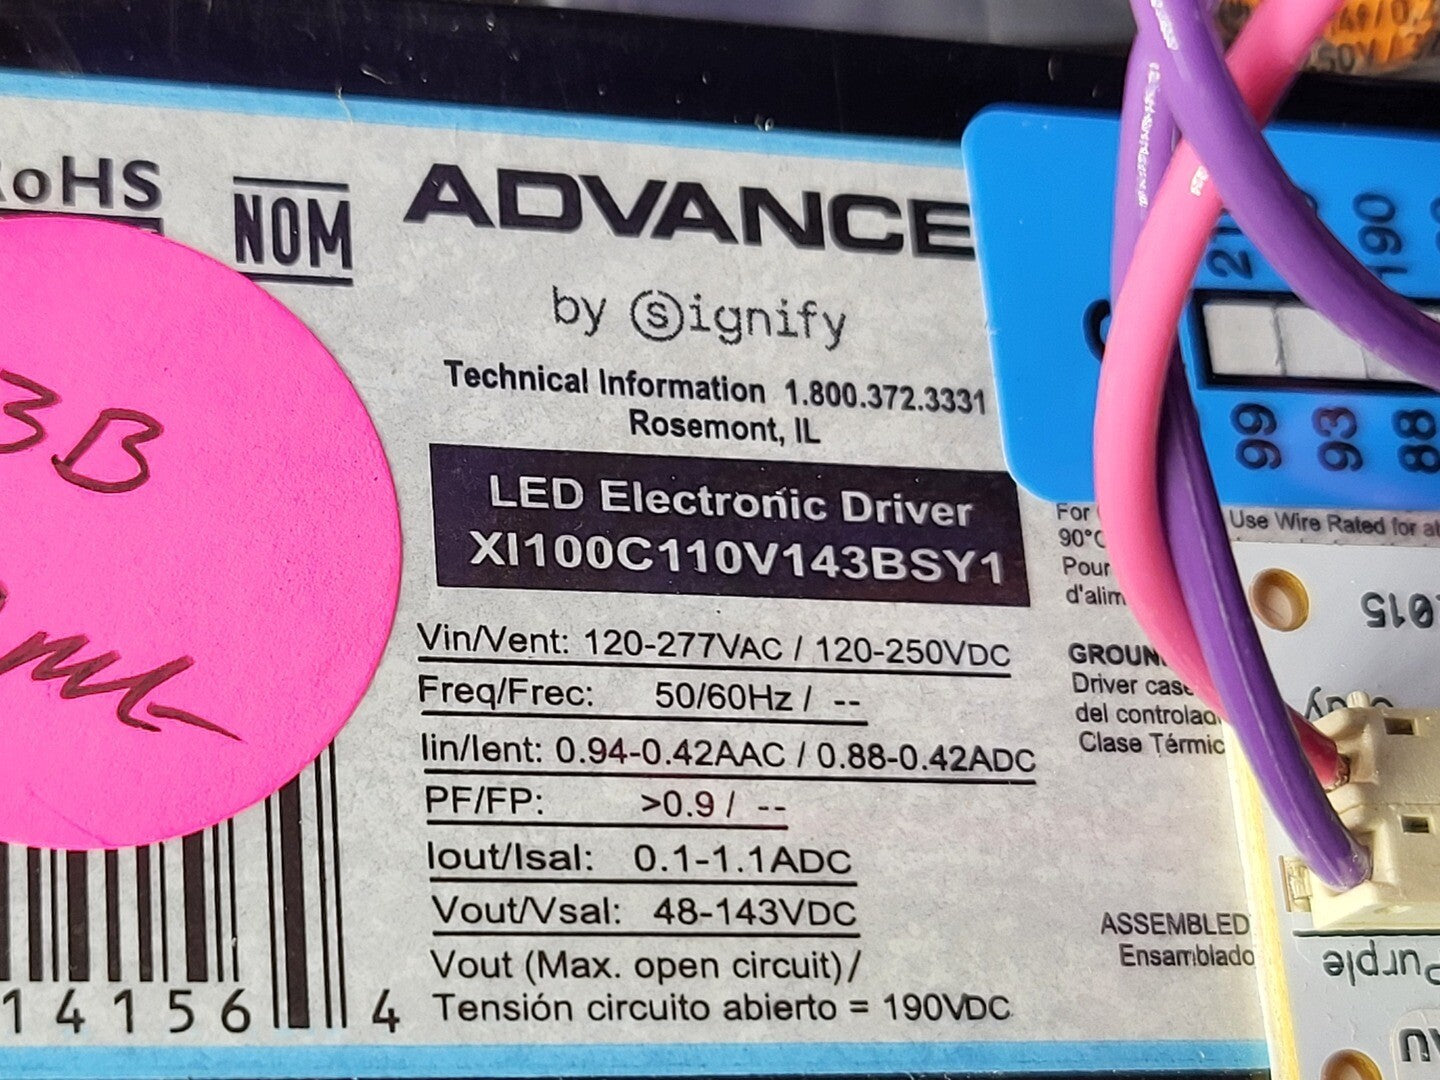 RoHS
NOM
ADVANCE
by signify
Technical Information 1.800.372.3331
Rosemont, IL
LED Electronic Driver
XI100C110V143BSY1
Vin/Vent: 120-277VAC / 120-250VDC
Freq/Frec: 50/60Hz / --
Iin/Ient: 0.94-0.42AAC / 0.88-0.42ADC
PF/FP: >0.9 / --
Iout/Isal: 0.1-1.1ADC
Vout/Vsal: 48-143VDC
Vout (Max. open circuit)/
Tensión circuito abierto = 190VDC
3B
14156 4
190
99 93 88
For Use Wire Rated for at
90°C
Pour
d'alim
GROUN
Driver case
del controlad
Clase Térmic
ASSEMBLED
Ensamblado
Purple